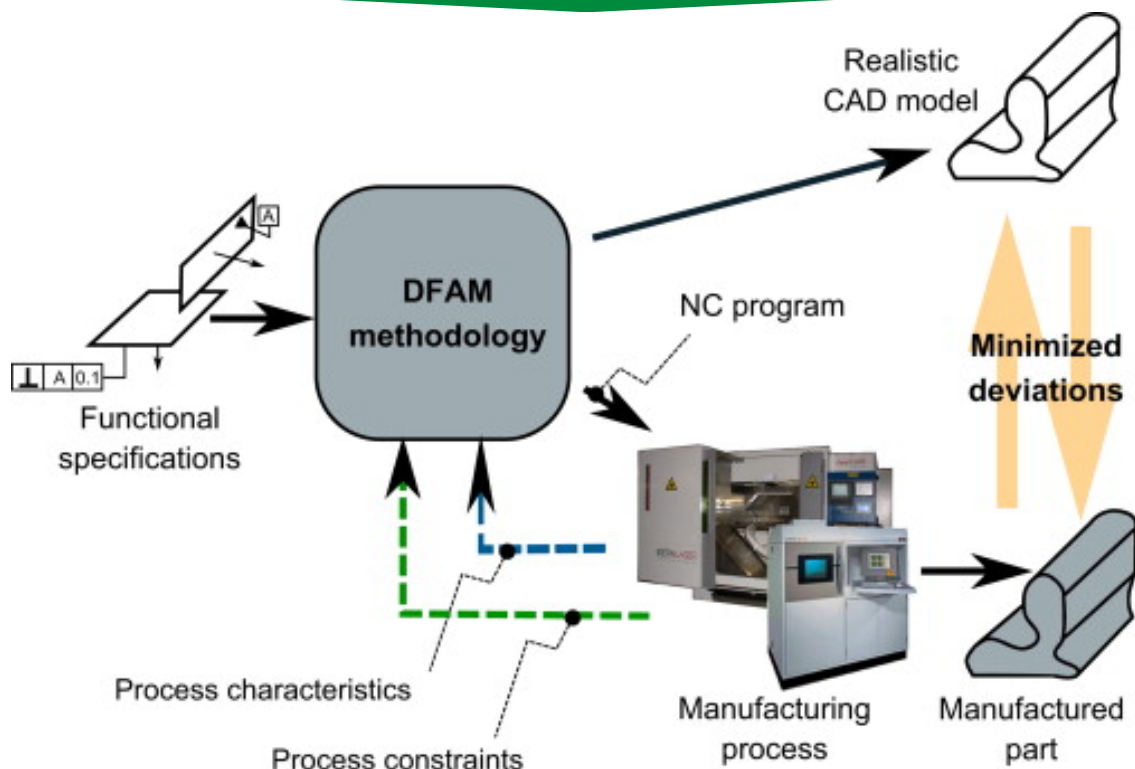 Realistic
CAD model
A
DFAM
methodology
NC program
Minimized
deviations
⊥ A 0.1
Functional
specifications
Process characteristics
Process constraints
Manufacturing
process
Manufactured
part